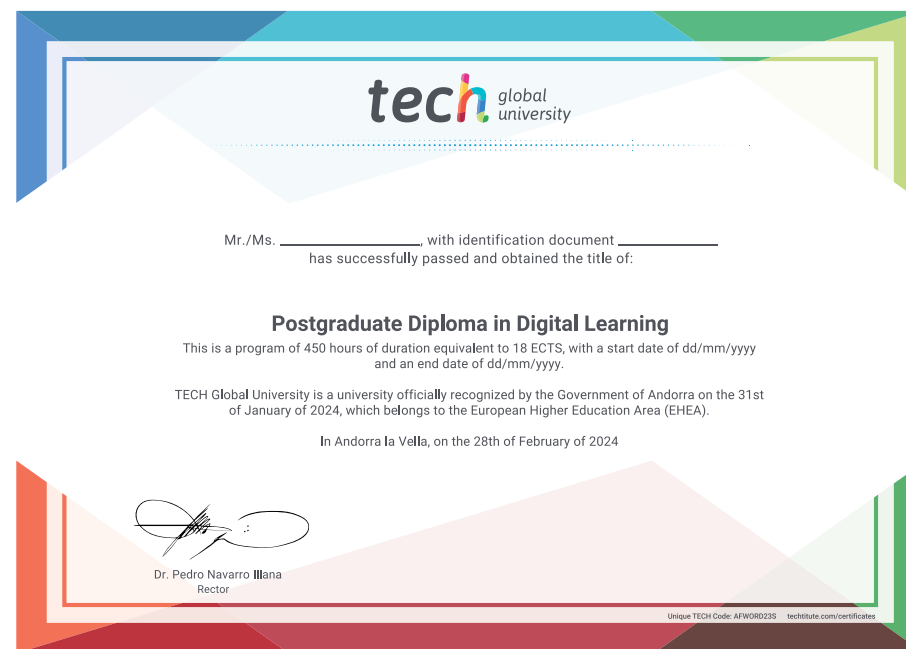 tech global
university
Mr./Ms. ____________________, with identification document ______________
has successfully passed and obtained the title of:
Postgraduate Diploma in Digital Learning
This is a program of 450 hours of duration equivalent to 18 ECTS, with a start date of dd/mm/yyyy
and an end date of dd/mm/yyyy.
TECH Global University is a university officially recognized by the Government of Andorra on the 31st
of January of 2024, which belongs to the European Higher Education Area (EHEA).
In Andorra la Vella, on the 28th of February of 2024
Dr. Pedro Navarro Illana
Rector
Unique TECH Code: AFWORD23S techtitute.com/certificates